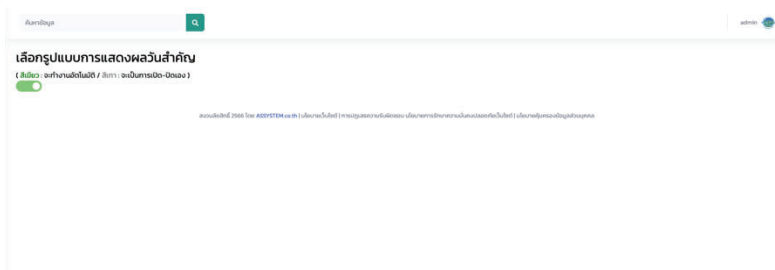 ค้นหาข้อมูล
admin
เลือกรูปแบบการแสดงผลวันสำคัญ
( สีเขียว : จะทำงานอัตโนมัติ / สีเทา : จะเป็นการเปิด-ปิดเอง )
สงวนลิขสิทธิ์ 2566 โดย ASSYSTEM.co.th | นโยบายเว็บไซต์ | การปฏิเสธความรับผิดชอบ นโยบายการรักษาความมั่นคงปลอดภัยเว็บไซต์ | นโยบายคุ้มครองข้อมูลส่วนบุคคล